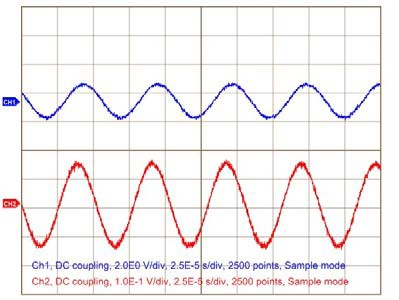 CH1
CH2
Ch1, DC coupling, 2.0E0 V/div, 2.5E-5 s/div, 2500 points, Sample mode
Ch2, DC coupling, 1.0E-1 V/div, 2.5E-5 s/div, 2500 points, Sample mode